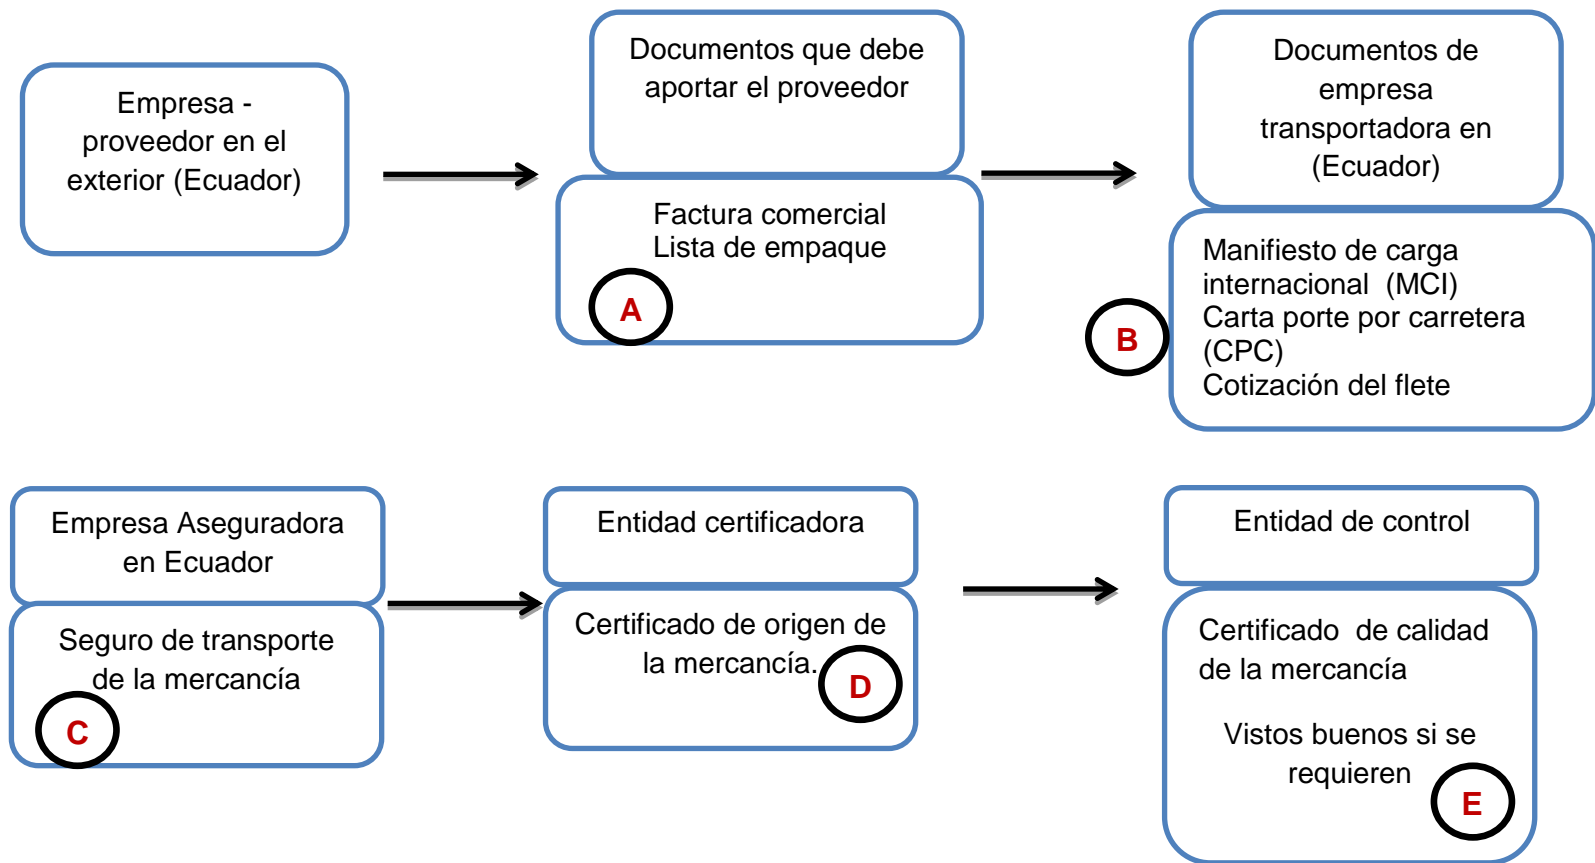 Empresa -
proveedor en el
exterior (Ecuador)
Documentos que debe
aportar el proveedor
Factura comercial
Lista de empaque
A
Documentos de
empresa
transportadora en
(Ecuador)
Manifiesto de carga
internacional (MCI)
Carta porte por carretera
(CPC)
Cotización del flete
B
Empresa Aseguradora
en Ecuador
Seguro de transporte
de la mercancía
C
Entidad certificadora
Certificado de origen de
la mercancía.
D
Entidad de control
Certificado de calidad
de la mercancía
Vistos buenos si se
requieren
E